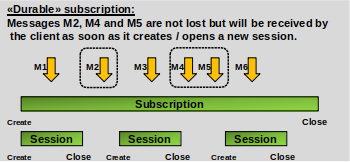 «Durable» subscription:
Messages M2, M4 and M5 are not lost but will be received by
the client as soon as it creates / opens a new session.
M1 M2 M3 M4 M5 M6
Subscription
Create Close
Session Session Session
Create Close Create Close Create Close